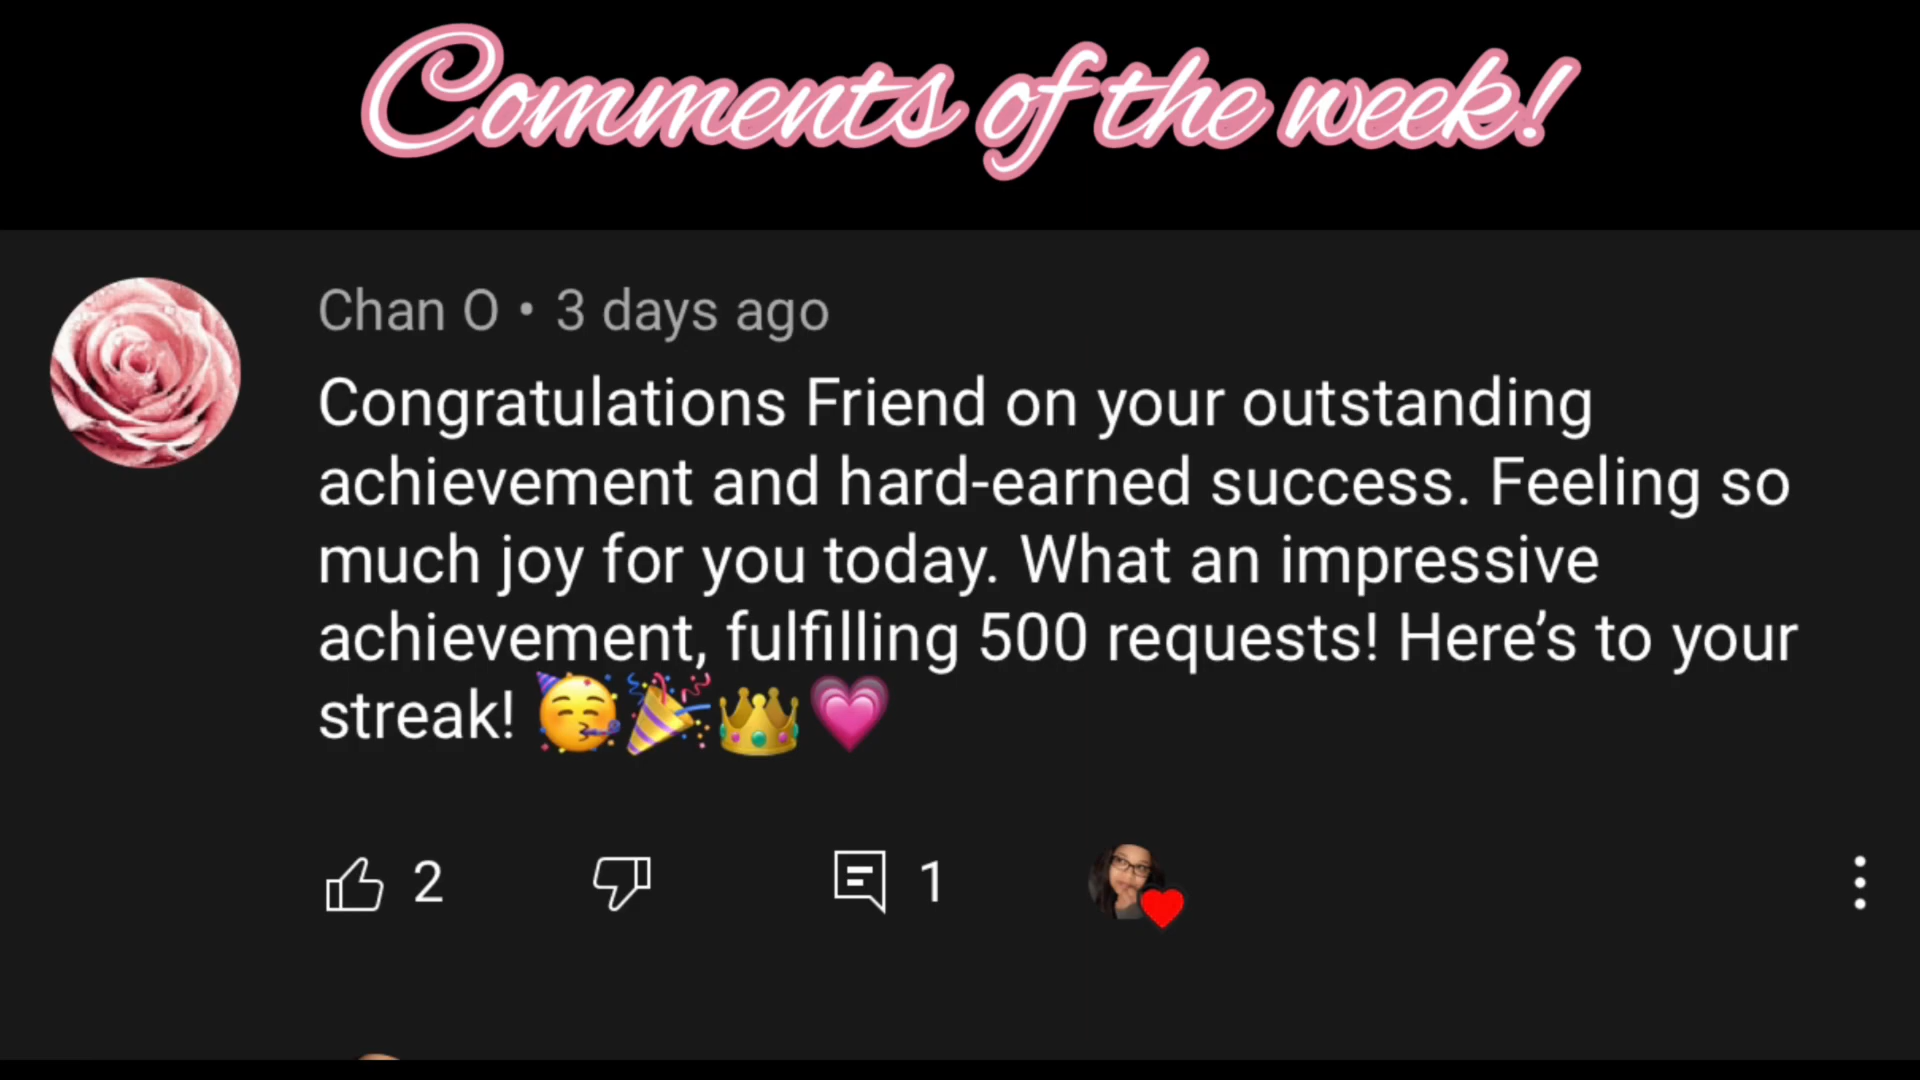 Comments of the week!
Chan O • 3 days ago
Congratulations Friend on your outstanding
achievement and hard-earned success. Feeling so
much joy for you today. What an impressive
achievement, fulfilling 500 requests! Here’s to your
streak! 🥳🎉👑💗
2
1